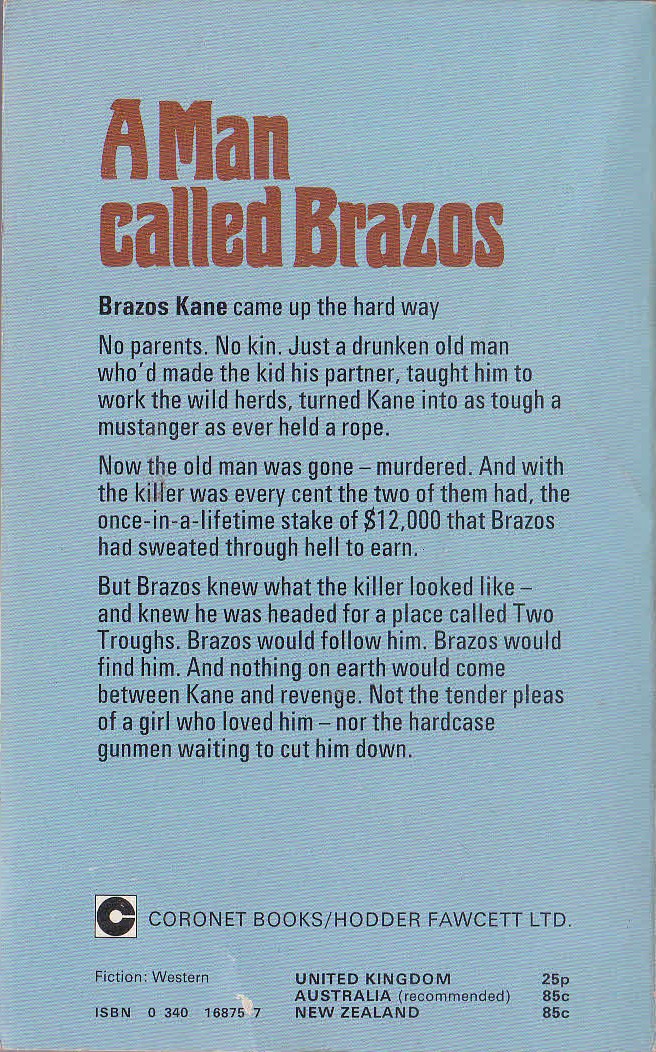 A Man
called Brazos
Brazos Kane came up the hard way
No parents. No kin. Just a drunken old man
who'd made the kid his partner, taught him to
work the wild herds, turned Kane into as tough a
mustanger as ever held a rope.
Now the old man was gone – murdered. And with
the killer was every cent the two of them had, the
once-in-a-lifetime stake of $12,000 that Brazos
had sweated through hell to earn.
But Brazos knew what the killer looked like –
and knew he was headed for a place called Two
Troughs. Brazos would follow him. Brazos would
find him. And nothing on earth would come
between Kane and revenge. Not the tender pleas
of a girl who loved him – nor the hardcase
gunmen waiting to cut him down.
CORONET BOOKS/HODDER FAWCETT LTD.
Fiction: Western
ISBN 0 340 16875 7
UNITED KINGDOM 25p
AUSTRALIA (recommended) 85c
NEW ZEALAND 85c